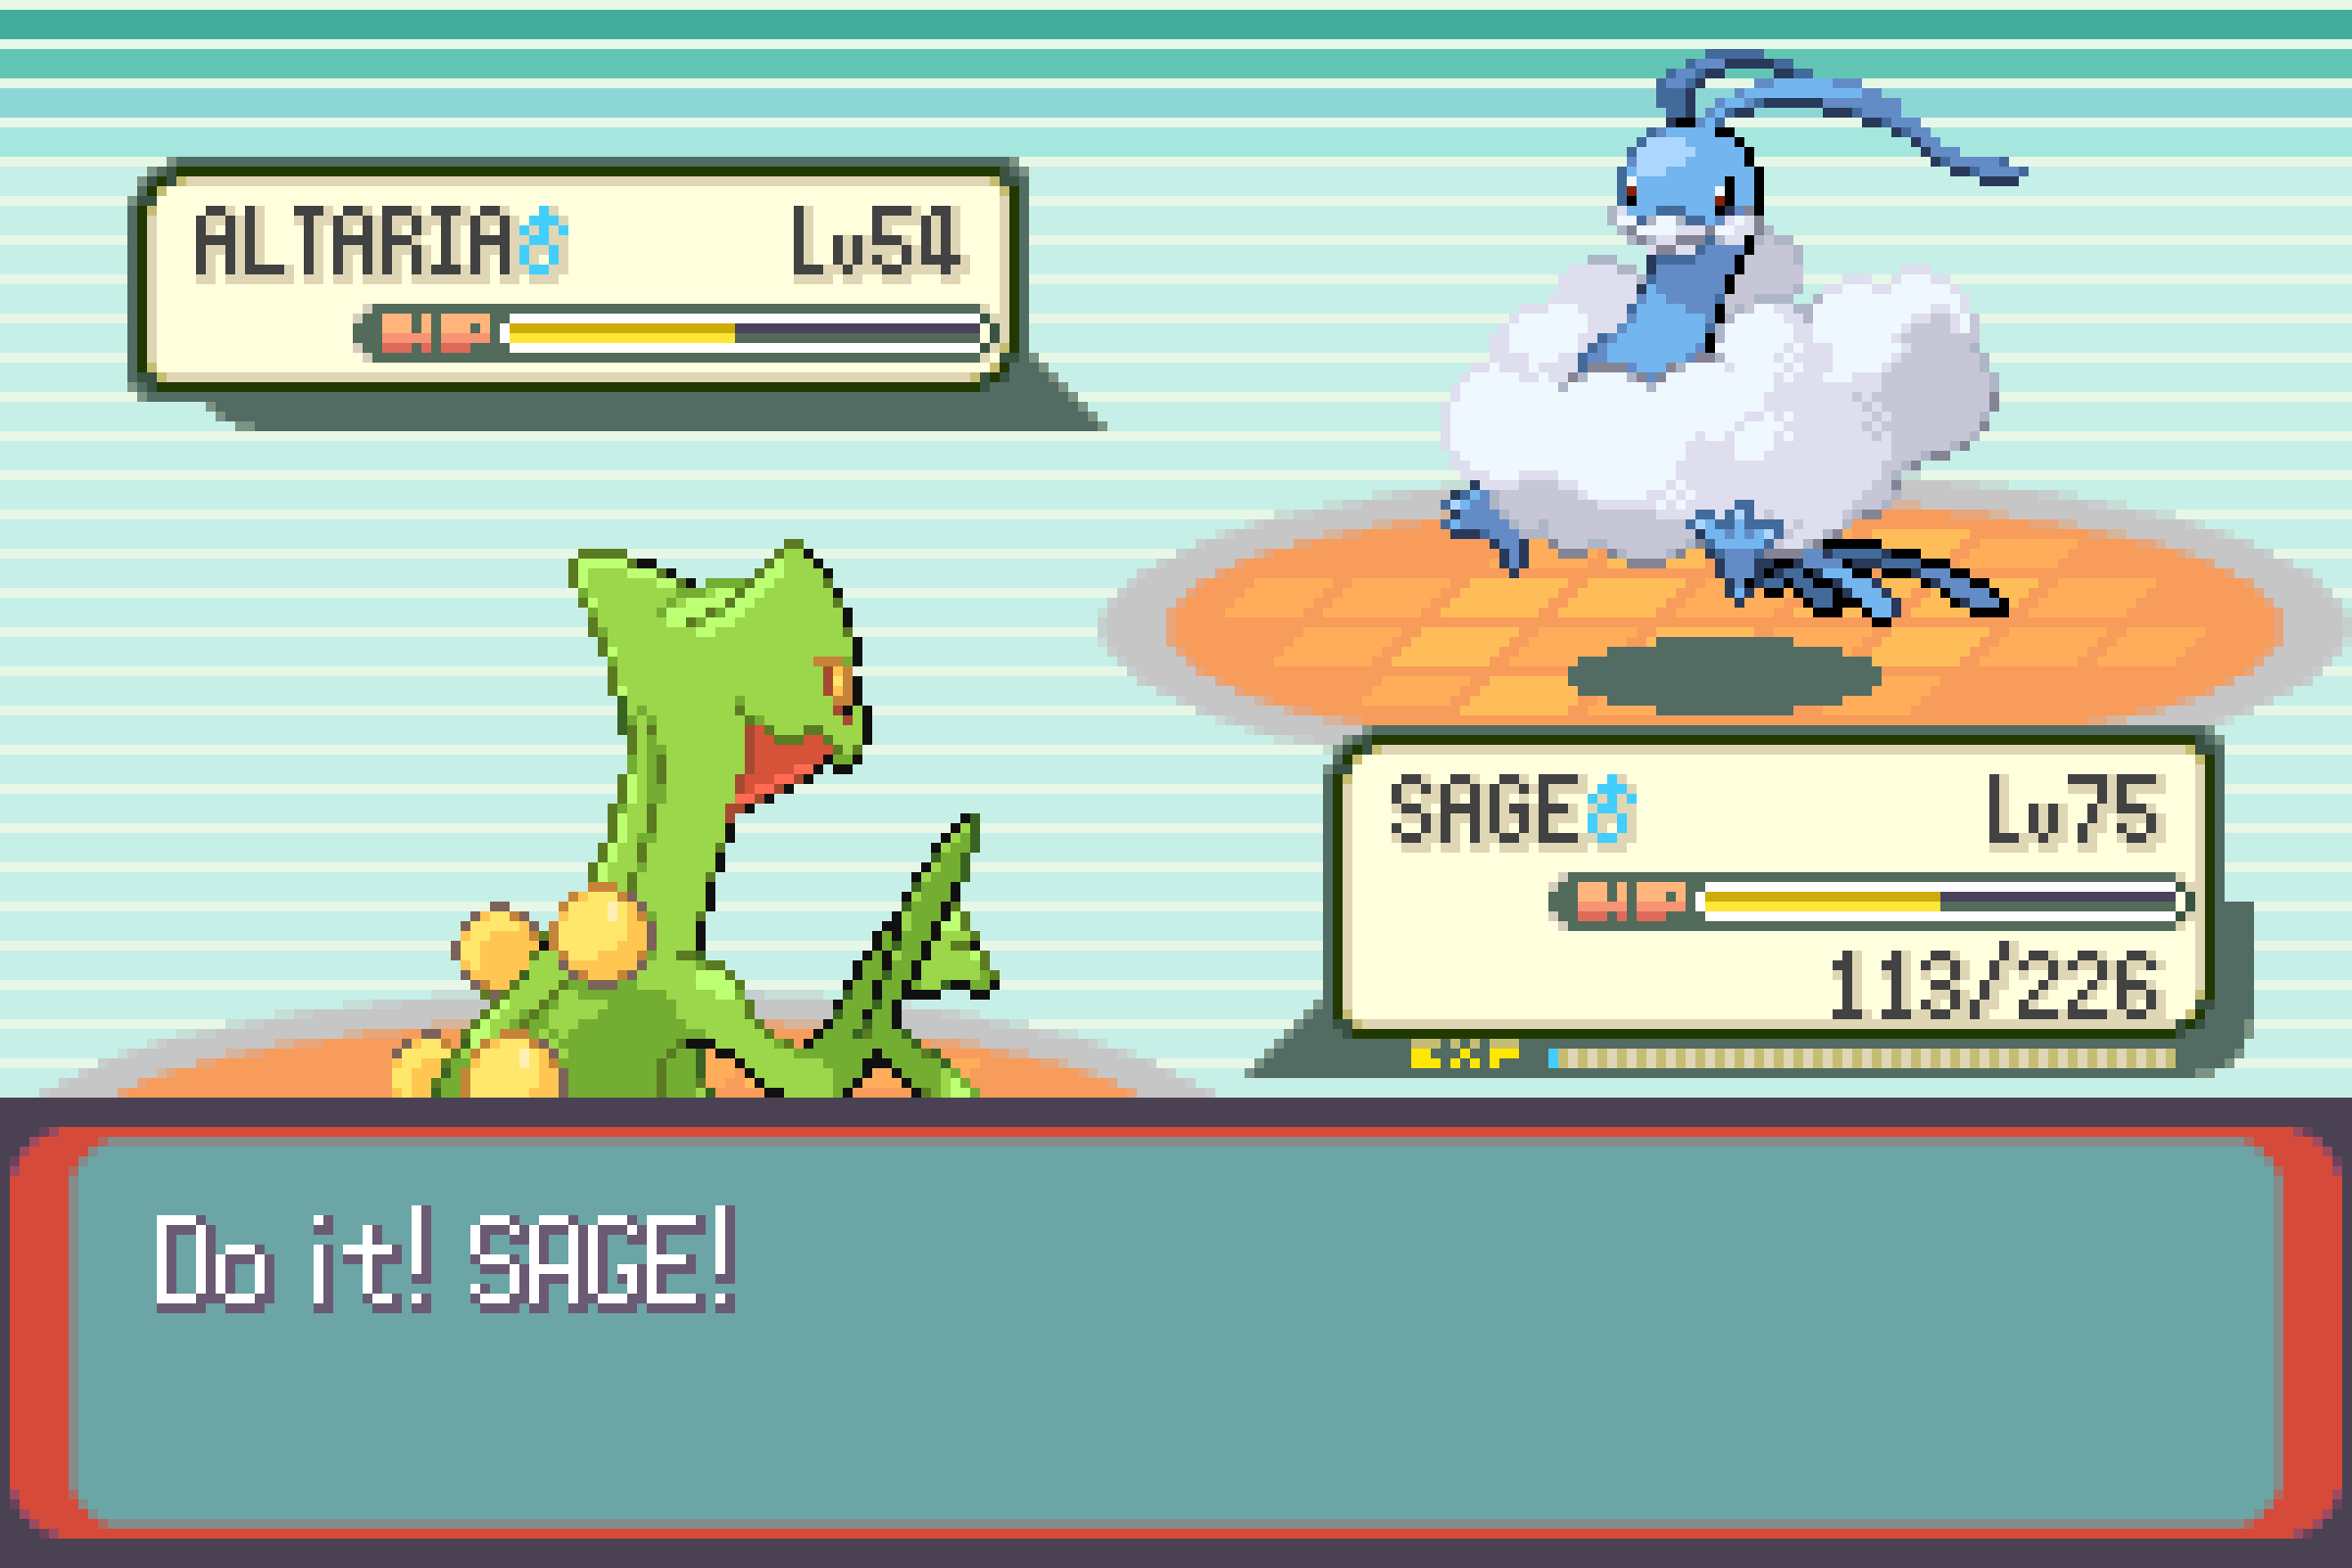 ALTARIA♂ Lv54
HP
SAGE♂ Lv75
HP
113/226
EXP
Do it! SAGE!